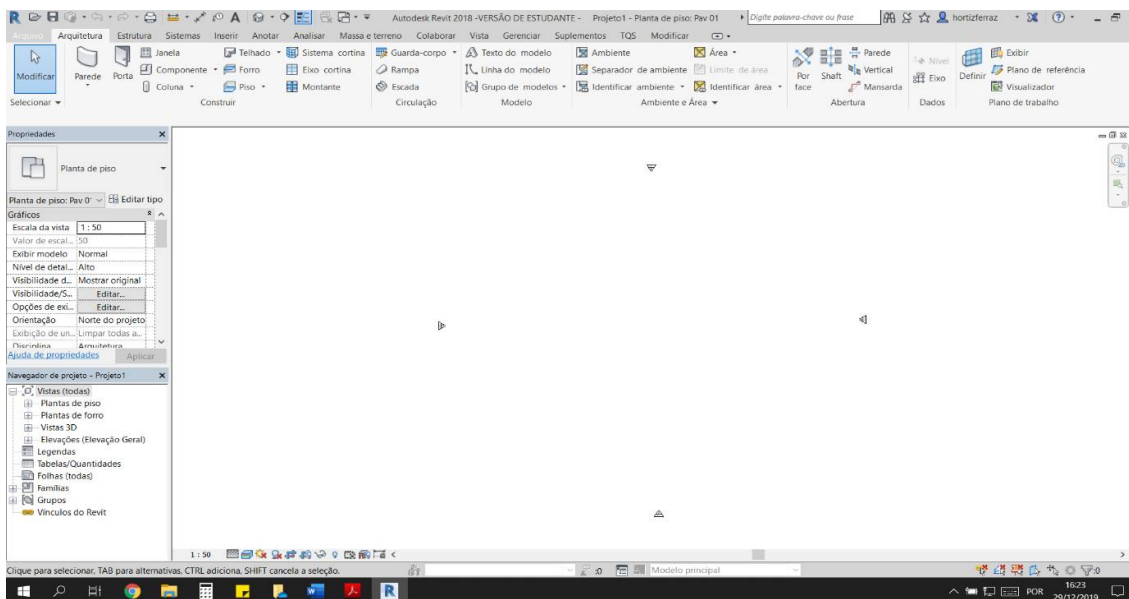 Autodesk Revit 2018 -VERSÃO DE ESTUDANTE - Projeto1 - Planta de piso: Pav 01
Digite palavra-chave ou frase
hortizferraz
Arquivo Arquitetura Estrutura Sistemas Inserir Anotar Analisar Massa e terreno Colaborar Vista Gerenciar Suplementos TQS Modificar
Modificar
Parede
Porta
Janela
Componente
Coluna
Telhado
Forro
Piso
Sistema cortina
Eixo cortina
Montante
Guarda-corpo
Rampa
Escada
Texto do modelo
Linha do modelo
Grupo de modelos
Ambiente
Separador de ambiente
Identificar ambiente
Área
Limite de área
Identificar área
Por face
Shaft
Parede
Vertical
Mansarda
Nível
Eixo
Definir
Exibir
Plano de referência
Visualizador
Selecionar Construir Circulação Modelo Ambiente e Área Abertura Dados Plano de trabalho
Propriedades
Planta de piso
Planta de piso: Pav 0 Editar tipo
Gráficos
Escala da vista 1 : 50
Valor de escal... 50
Exibir modelo Normal
Nível de detal... Alto
Visibilidade d... Mostrar original
Visibilidade/S... Editar...
Opções de exi... Editar...
Orientação Norte do projeto
Exibição de un... Limpar todas a...
Disciplina Arquitetura
Ajuda de propriedades Aplicar
Navegador de projeto - Projeto1
Vistas (todas)
Plantas de piso
Plantas de forro
Vistas 3D
Elevações (Elevação Geral)
Legendas
Tabelas/Quantidades
Folhas (todas)
Famílias
Grupos
Vínculos do Revit
1 : 50
Clique para selecionar, TAB para alternativas, CTRL adiciona, SHIFT cancela a seleção.
:0
Modelo principal
:0
POR
16:23
29/12/2019